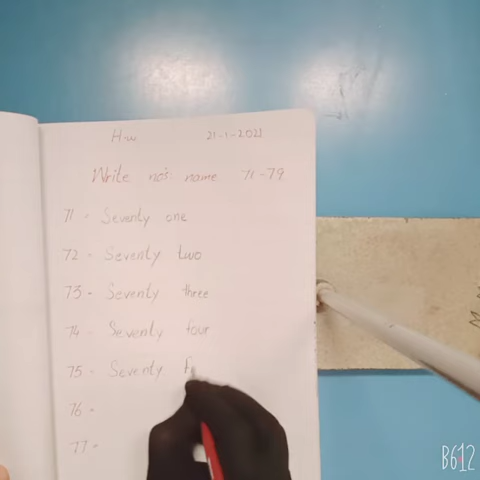 H-w 21-1-2021
Write no's name 71-79
71 = Seventy one
72 - Seventy two
73 - Seventy three
74 - Seventy four
75 - Seventy f
76 -
77 -
B612